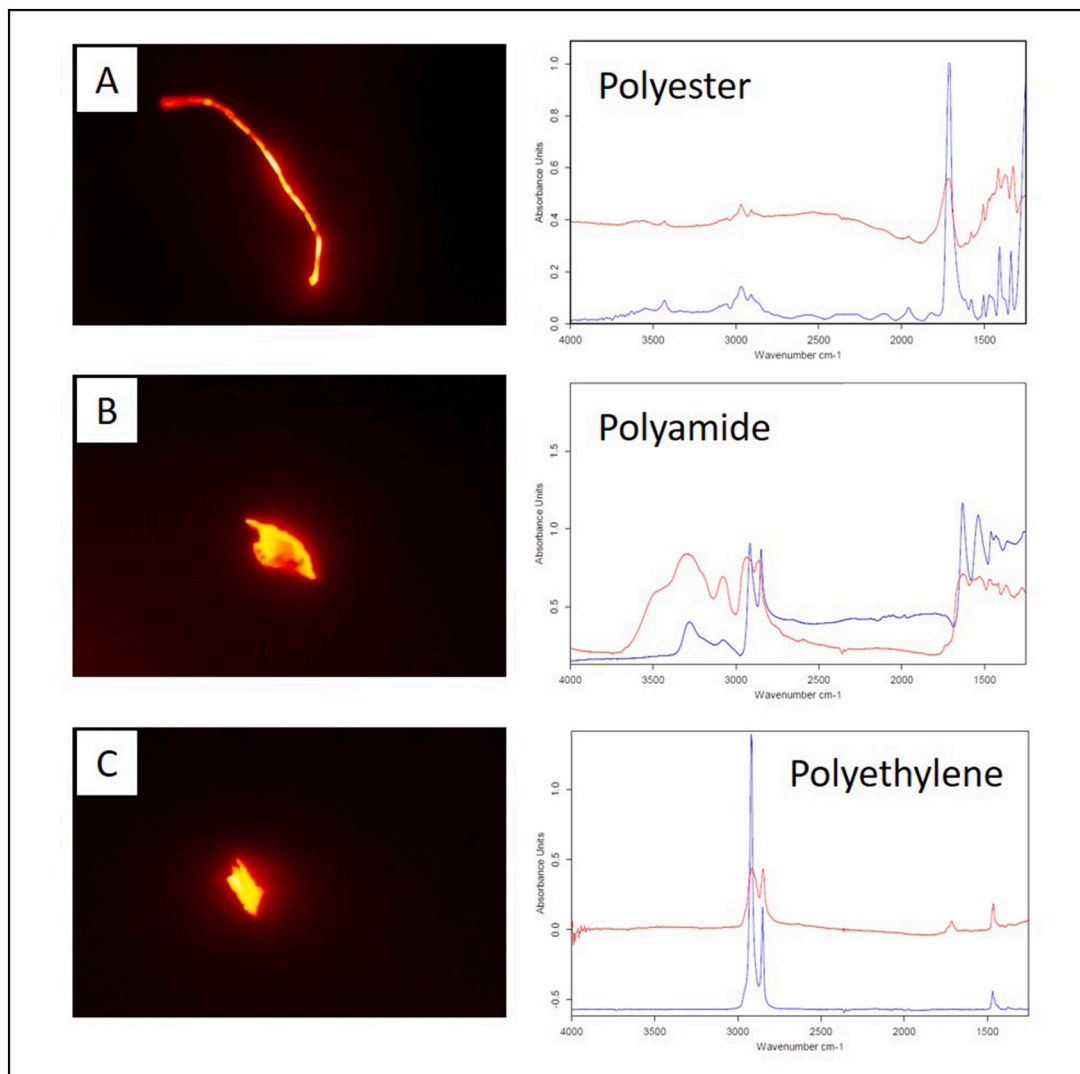 A
Polyester
Absorbance Units
0.0 0.2 0.4 0.6 0.8 1.0
4000 3500 3000 2500 2000 1500
Wavenumber cm-1
B
Polyamide
Absorbance Units
0.5 1.0 1.5
4000 3500 3000 2500 2000 1500
Wavenumber cm-1
C
Polyethylene
Absorbance Units
-0.5 0.0 0.5 1.0
4000 3500 3000 2500 2000 1500
Wavenumber cm-1